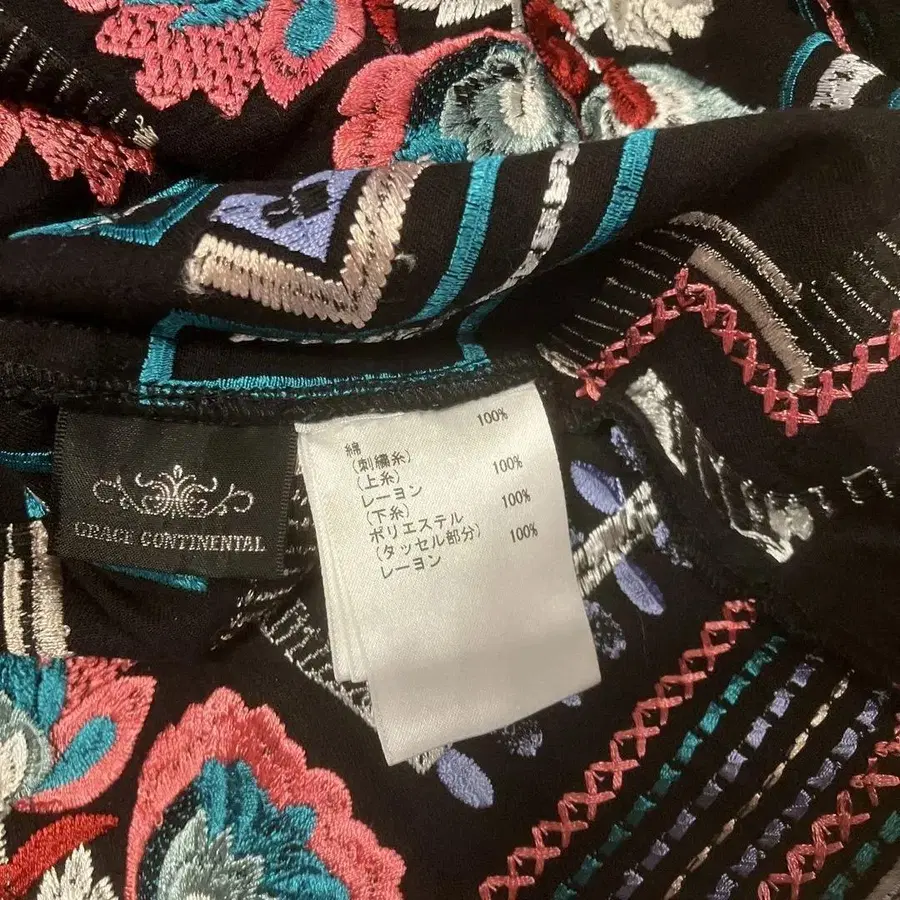 GRACE CONTINENTAL
綿 100%
(刺繍糸)
(上糸)
レーヨン 100%
(下糸)
ポリエステル 100%
(タッセル部分)
レーヨン 100%